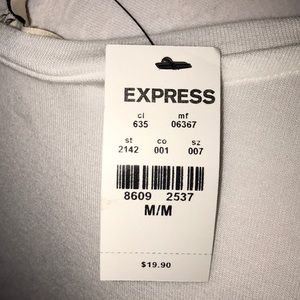 EXPRESS
cl mf
635 06367
st co sz
2142 001 007
8609 2537
M/M
$19.90